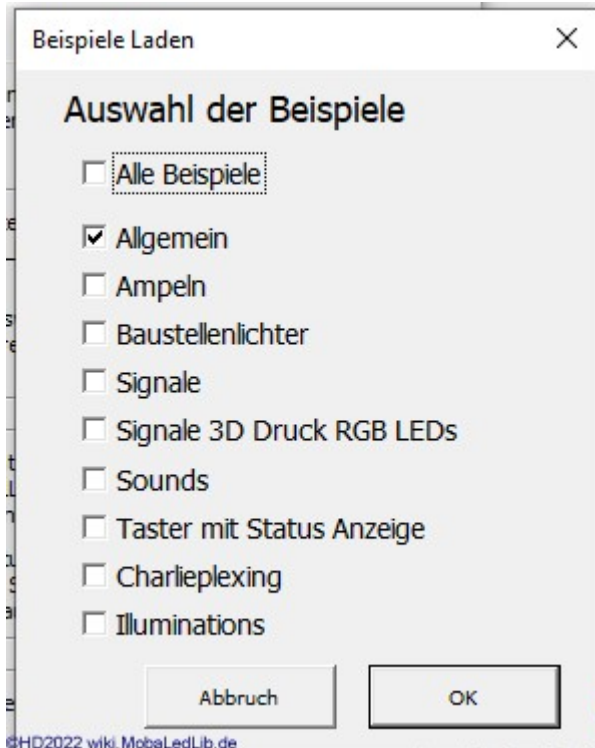 Beispiele Laden
Auswahl der Beispiele
Alle Beispiele
Allgemein
Ampeln
Baustellenlichter
Signale
Signale 3D Druck RGB LEDs
Sounds
Taster mit Status Anzeige
Charlieplexing
Illuminations
Abbruch
OK
©HD2022 wiki.MobaLedLib.de